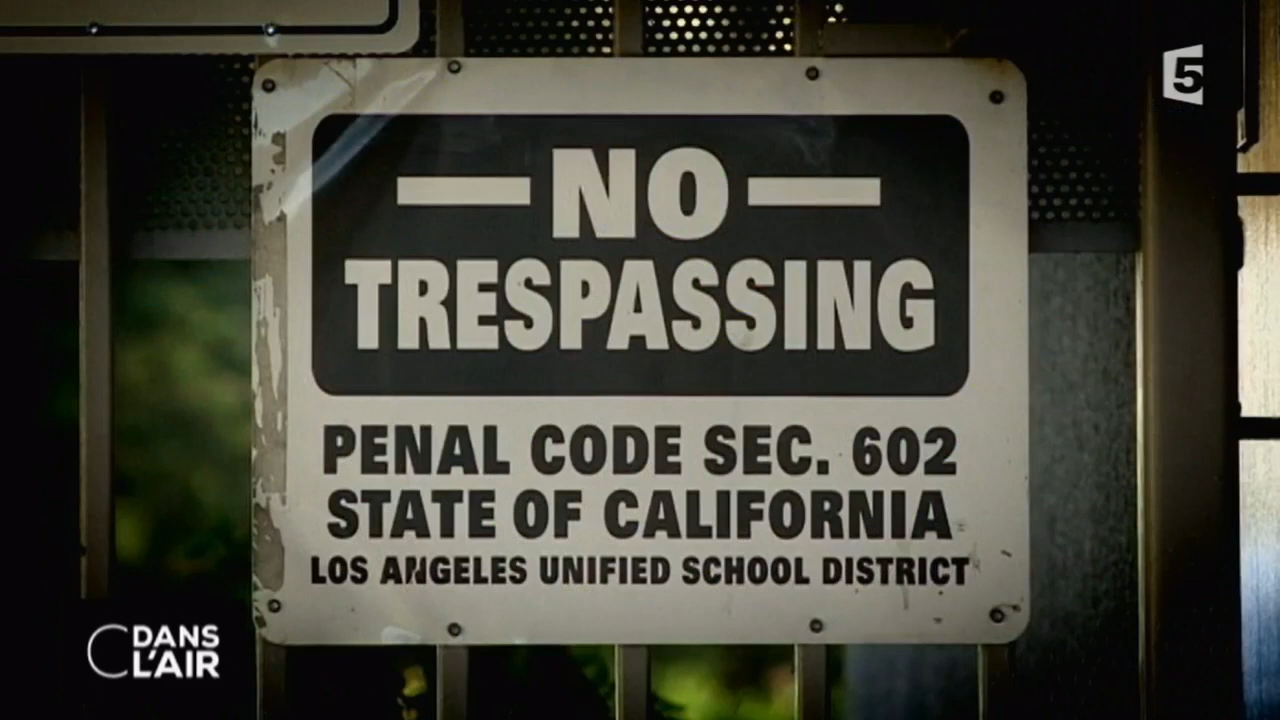 5
NO
TRESPASSING
PENAL CODE SEC. 602
STATE OF CALIFORNIA
LOS ANGELES UNIFIED SCHOOL DISTRICT
C DANS
L'AIR